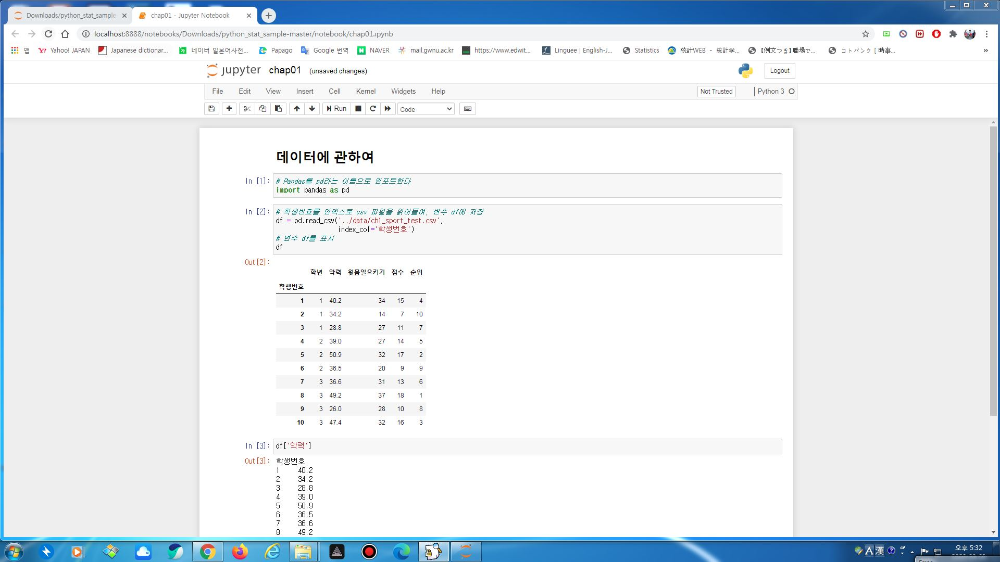 Downloads/python_stat_sample-
chap01 - Jupyter Notebook
localhost:8888/notebooks/Downloads/python_stat_sample-master/notebook/chap01.ipynb
앱 Yahoo! JAPAN Japanese dictionar... 네이버 일본어사전... Papago Google 번역 NAVER mail.gwnu.ac.kr https://www.edwit... Linguee | English-J... Statistics 統計WEB - 統計学... 【例文つき】職場で... コトバンク [ 時事...
jupyter chap01 (unsaved changes) Logout
File Edit View Insert Cell Kernel Widgets Help Not Trusted Python 3
Run Code
데이터에 관하여
In [1]: # Pandas를 pd라는 이름으로 임포트한다
import pandas as pd
In [2]: # 학생번호를 인덱스로 csv 파일을 읽어들여, 변수 df에 저장
df = pd.read_csv('../data/ch1_sport_test.csv',
index_col='학생번호')
# 변수 df를 표시
df
Out[2]:
학년 악력 윗몸일으키기 점수 순위
학생번호
1 1 40.2 34 15 4
2 1 34.2 14 7 10
3 1 28.8 27 11 7
4 2 39.0 27 14 5
5 2 50.9 32 17 2
6 2 36.5 20 9 9
7 3 36.6 31 13 6
8 3 49.2 37 18 1
9 3 26.0 28 10 8
10 3 47.4 32 16 3
In [3]: df['악력']
Out[3]: 학생번호
1 40.2
2 34.2
3 28.8
4 39.0
5 50.9
6 36.5
7 36.6
8 49.2
A 漢 오후 5:32